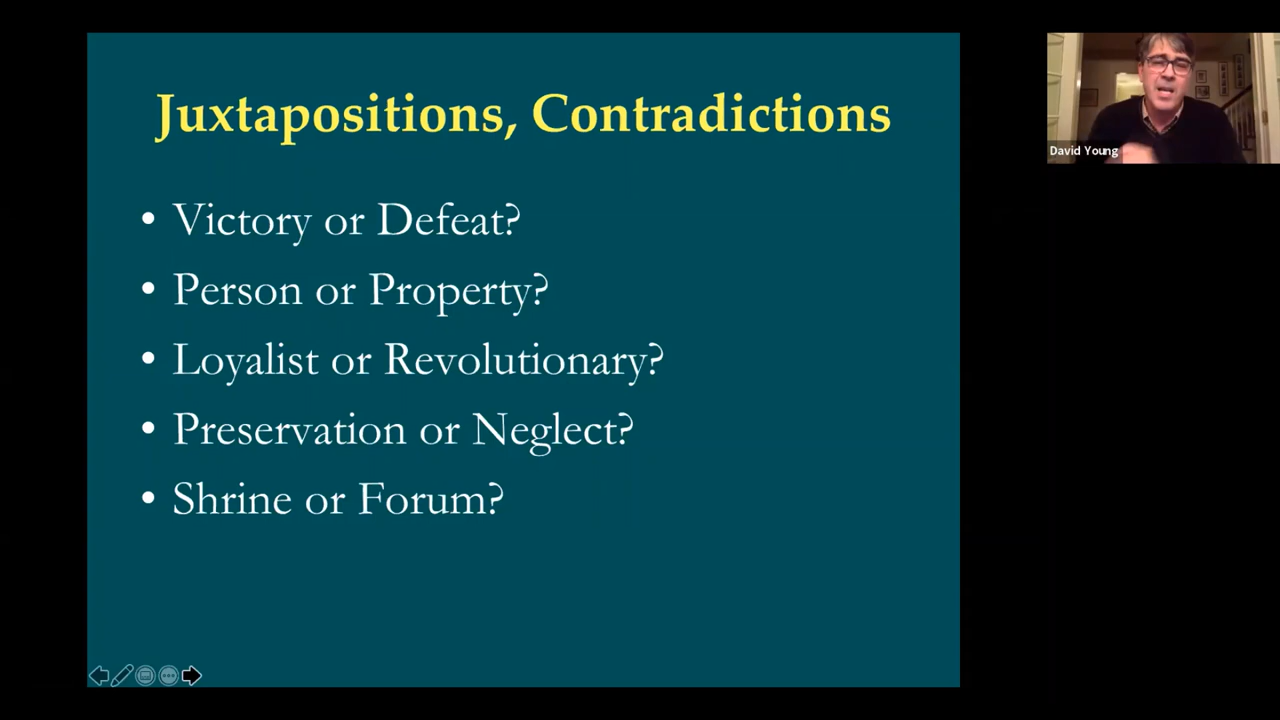 Juxtapositions, Contradictions
• Victory or Defeat?
• Person or Property?
• Loyalist or Revolutionary?
• Preservation or Neglect?
• Shrine or Forum?
David Young